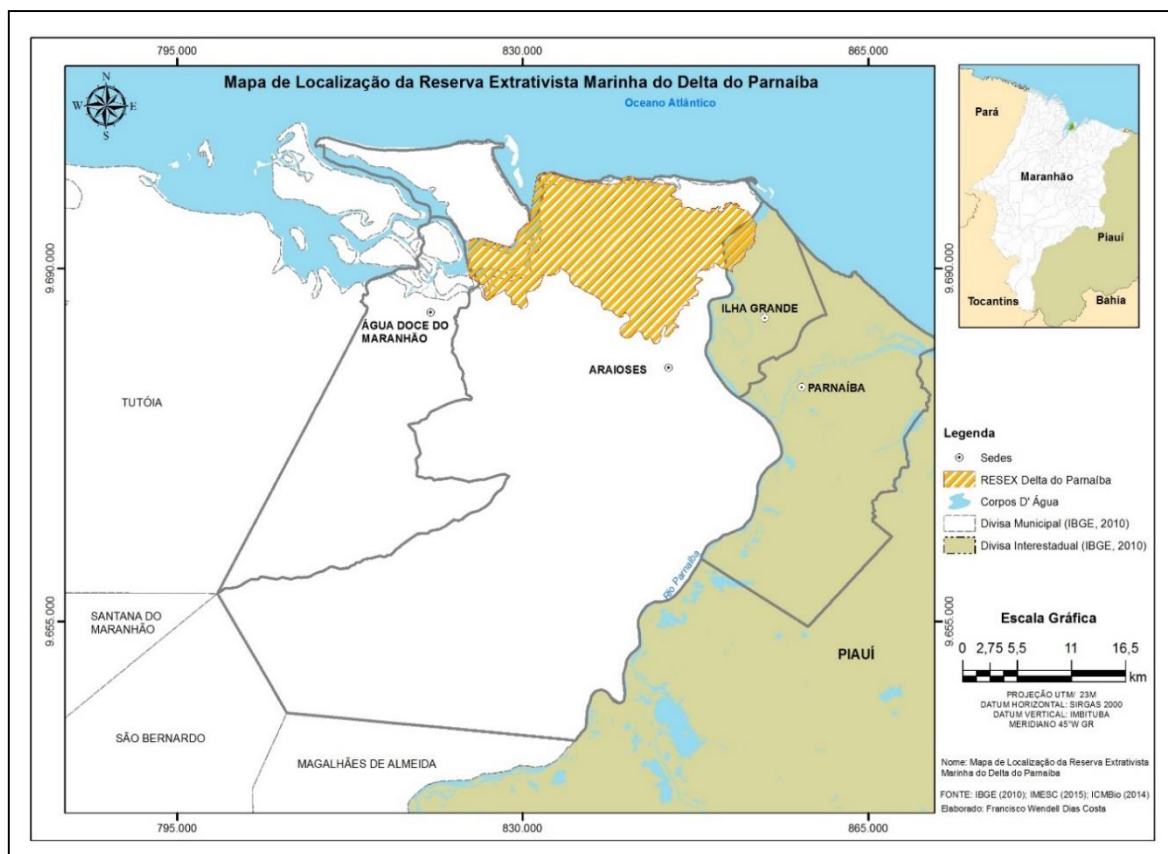 795.000
830.000
865.000
Mapa de Localização da Reserva Extrativista Marinha do Delta do Parnaíba
Oceano Atlântico
N
W
E
S
9.690.000
9.690.000
ÁGUA DOCE DO
MARANHÃO
ILHA GRANDE
ARAIOSES
PARNAÍBA
TUTÓIA
Rio Parnaíba
9.655.000
9.655.000
SANTANA DO
MARANHÃO
PIAUÍ
SÃO BERNARDO
MAGALHÃES DE ALMEIDA
795.000
830.000
865.000
Pará
Maranhão
Piauí
Tocantins
Bahia
Legenda
Sedes
RESEX Delta do Parnaíba
Corpos D' Água
Divisa Municipal (IBGE, 2010)
Divisa Interestadual (IBGE, 2010)
Escala Gráfica
0 2,75 5,5 11 16,5
km
PROJEÇÃO UTM/ 23M
DATUM HORIZONTAL: SIRGAS 2000
DATUM VERTICAL: IMBITUBA
MERIDIANO 45°W GR
Nome: Mapa de Localização da Reserva Extrativista
Marinha do Delta do Parnaiba
FONTE: IBGE (2010); IMESC (2015); ICMBio (2014)
Elaborado: Francisco Wendell Dias Costa